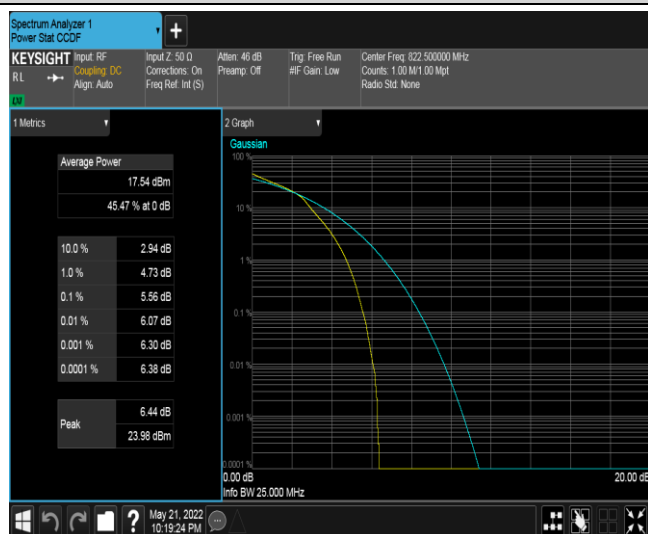 Spectrum Analyzer 1
Power Stat CCDF
+
KEYSIGHT Input: RF Input Z: 50 Ω Atten: 46 dB Trig: Free Run Center Freq: 822.500000 MHz
RL Coupling: DC Corrections: On Preamp: Off #IF Gain: Low Counts: 1.00 M/1.00 Mpt
Align: Auto Freq Ref: Int (S) Radio Std: None
LXI
1 Metrics
Average Power
17.54 dBm
45.47 % at 0 dB
10.0 % 2.94 dB
1.0 % 4.73 dB
0.1 % 5.56 dB
0.01 % 6.07 dB
0.001 % 6.30 dB
0.0001 % 6.38 dB
Peak 6.44 dB
23.98 dBm
2 Graph
Gaussian
100 %
10 %
1 %
0.1 %
0.01 %
0.001 %
0.0001 %
0.00 dB 20.00 dB
Info BW 25.000 MHz
? May 21, 2022
10:19:24 PM